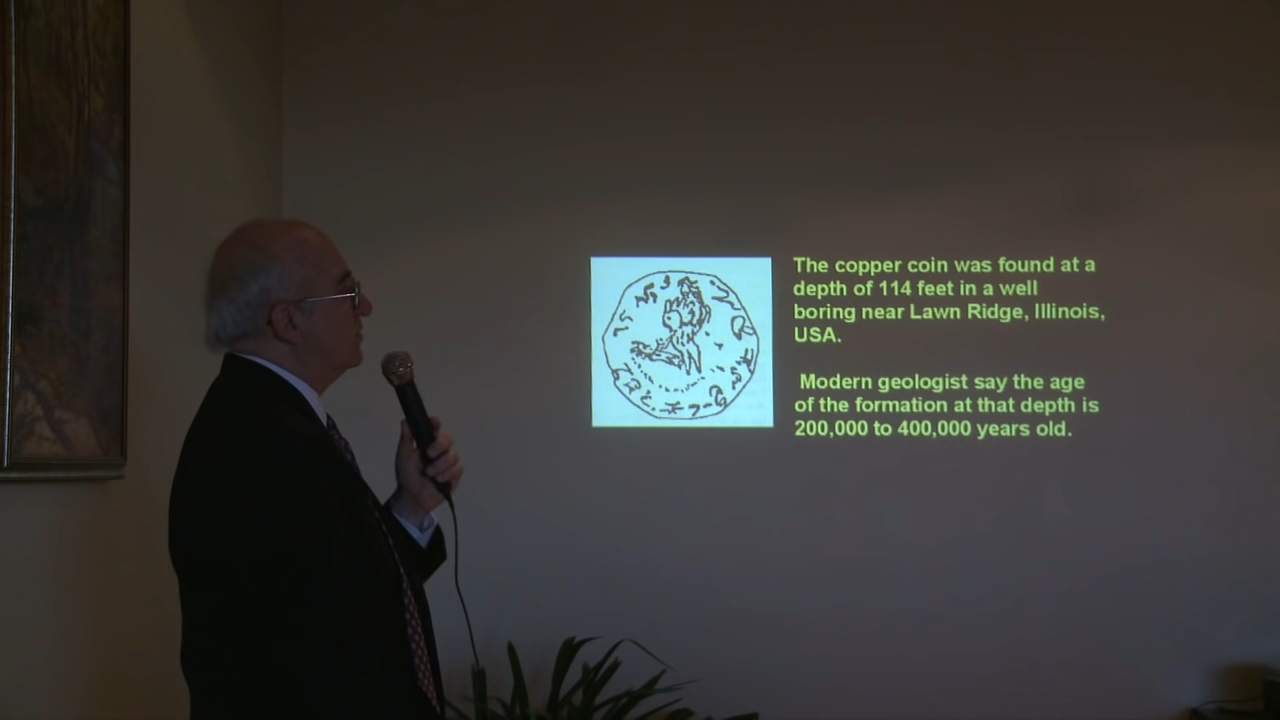 The copper coin was found at a
depth of 114 feet in a well
boring near Lawn Ridge, Illinois,
USA.
Modern geologist say the age
of the formation at that depth is
200,000 to 400,000 years old.